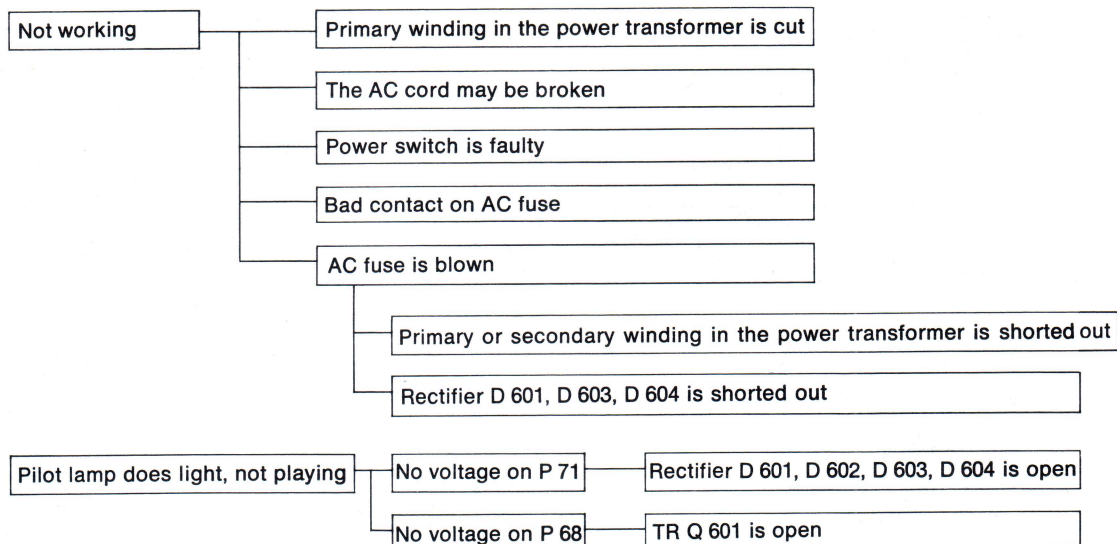 Not working
Primary winding in the power transformer is cut
The AC cord may be broken
Power switch is faulty
Bad contact on AC fuse
AC fuse is blown
Primary or secondary winding in the power transformer is shorted out
Rectifier D 601, D 603, D 604 is shorted out
Pilot lamp does light, not playing
No voltage on P 71
Rectifier D 601, D 602, D 603, D 604 is open
No voltage on P 68
TR Q 601 is open